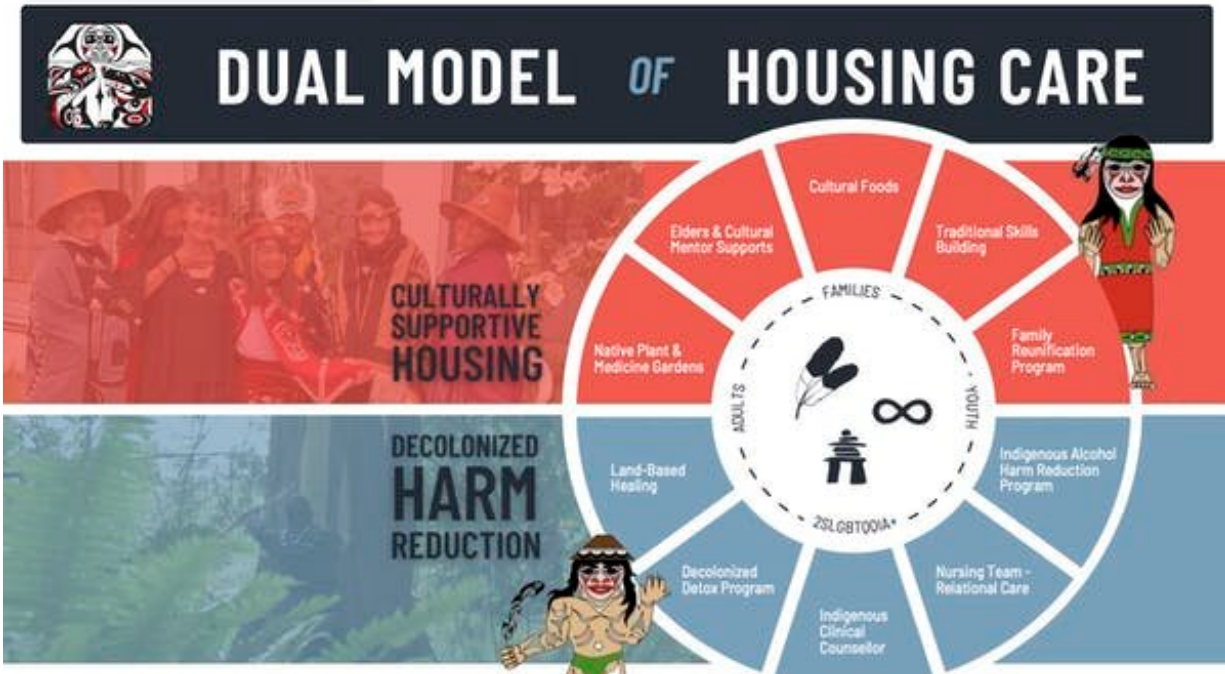 DUAL MODEL OF HOUSING CARE
CULTURALLY
SUPPORTIVE
HOUSING
DECOLONIZED
HARM
REDUCTION
Cultural Foods
Elders & Cultural
Mentor Supports
Traditional Skills
Building
Native Plant &
Medicine Gardens
Family
Reunification
Program
FAMILIES
ADULTS
YOUTH
2SLGBTQQIA+
Land-Based
Healing
Indigenous Alcohol
Harm Reduction
Program
Decolonized
Detox Program
Nursing Team -
Relational Care
Indigenous
Clinical
Counsellor